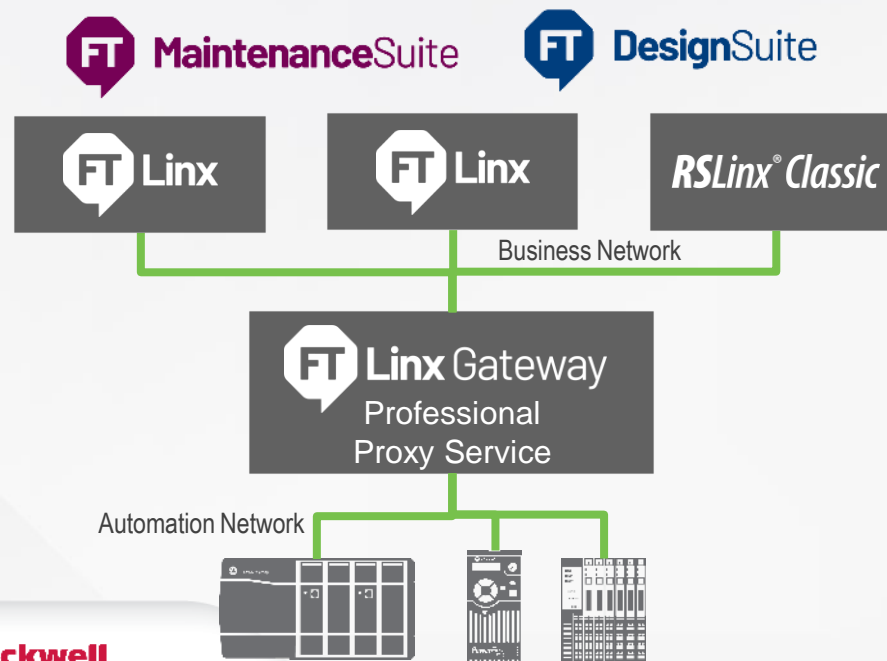 FT MaintenanceSuite
FT DesignSuite
FT Linx
FT Linx
RSLinx® Classic
Business Network
FT Linx Gateway
Professional
Proxy Service
Automation Network
ckwell